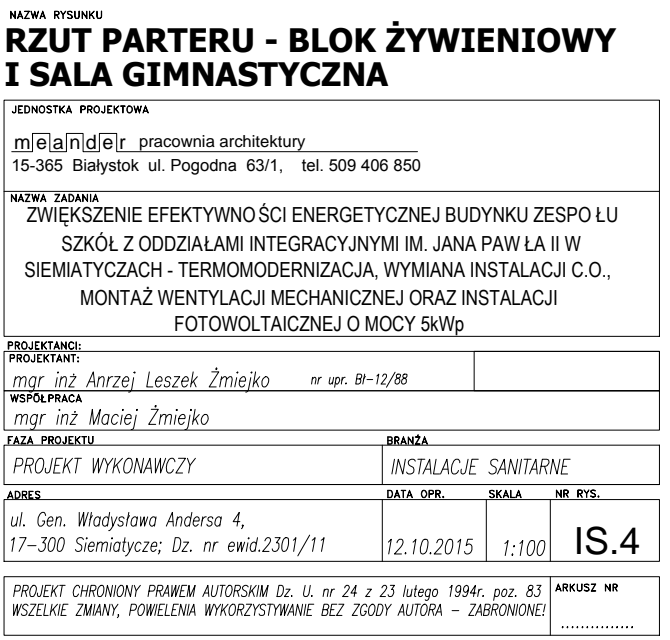 NAZWA RYSUNKU
RZUT PARTERU - BLOK ŻYWIENIOWY
I SALA GIMNASTYCZNA
JEDNOSTKA PROJEKTOWA
meander pracownia architektury
15-365 Białystok ul. Pogodna 63/1, tel. 509 406 850
NAZWA ZADANIA
ZWIĘKSZENIE EFEKTYWNO ŚCI ENERGETYCZNEJ BUDYNKU ZESPO ŁU
SZKÓŁ Z ODDZIAŁAMI INTEGRACYJNYMI IM. JANA PAW ŁA II W
SIEMIATYCZACH - TERMOMODERNIZACJA, WYMIANA INSTALACJI C.O.,
MONTAŻ WENTYLACJI MECHANICZNEJ ORAZ INSTALACJI
FOTOWOLTAICZNEJ O MOCY 5kWp
PROJEKTANCI:
PROJEKTANT:
mgr inż Anrzej Leszek Żmiejko nr upr. Bł-12/88
WSPÓŁPRACA
mgr inż Maciej Żmiejko
FAZA PROJEKTU BRANŻA
PROJEKT WYKONAWCZY INSTALACJE SANITARNE
ADRES DATA OPR. SKALA NR RYS.
ul. Gen. Władysława Andersa 4,
17-300 Siemiatycze; Dz. nr ewid.2301/11 12.10.2015 1:100 IS.4
PROJEKT CHRONIONY PRAWEM AUTORSKIM Dz. U. nr 24 z 23 lutego 1994r. poz. 83 ARKUSZ NR
WSZELKIE ZMIANY, POWIELENIA WYKORZYSTYWANIE BEZ ZGODY AUTORA – ZABRONIONE!
...............